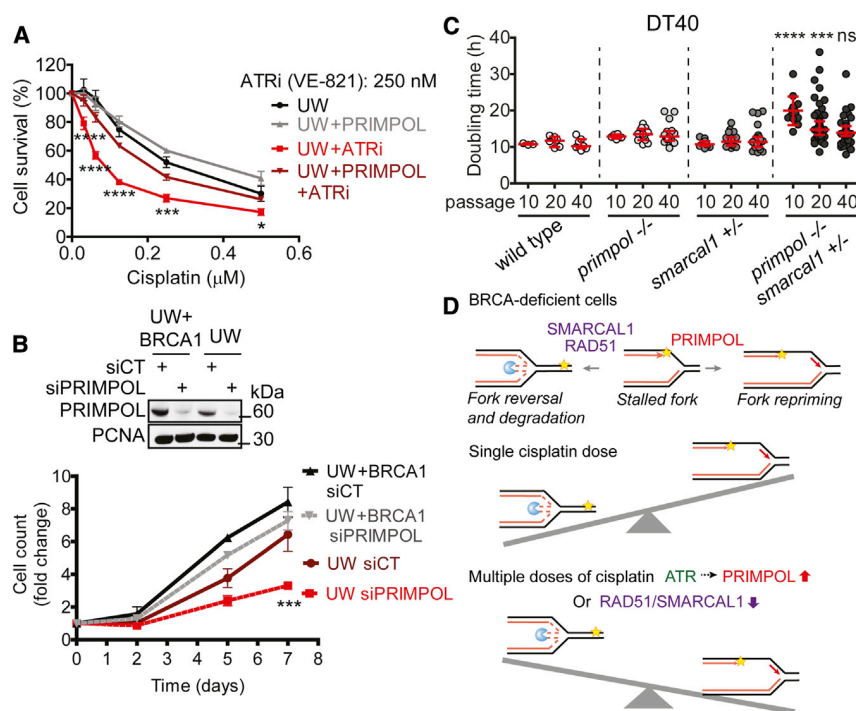 A
ATRi (VE-821): 250 nM
UW
UW+PRIMPOL
UW+ATRi
UW+PRIMPOL
+ATRi
Cell survival (%)
120
100
80
60
40
20
0
****
****
****
***
*
0.0
0.2
0.4
0.6
Cisplatin (μM)
B
UW+
BRCA1 UW
siCT + +
siPRIMPOL + + kDa
PRIMPOL 60
PCNA 30
Cell count
(fold change)
10
8
6
4
2
0
UW+BRCA1
siCT
UW+BRCA1
siPRIMPOL
UW siCT
UW siPRIMPOL
***
0 1 2 3 4 5 6 7 8
Time (days)
C
DT40
Doubling time (h)
40
30
20
10
0
**** *** ns
passage 10 20 40 10 20 40 10 20 40 10 20 40
wild type
primpol -/-
smarcal1 +/-
primpol -/-
smarcal1 +/-
D
BRCA-deficient cells
SMARCAL1
RAD51
PRIMPOL
Fork reversal
and degradation
Stalled fork
Fork repriming
Single cisplatin dose
Multiple doses of cisplatin ATR PRIMPOL
Or RAD51/SMARCAL1